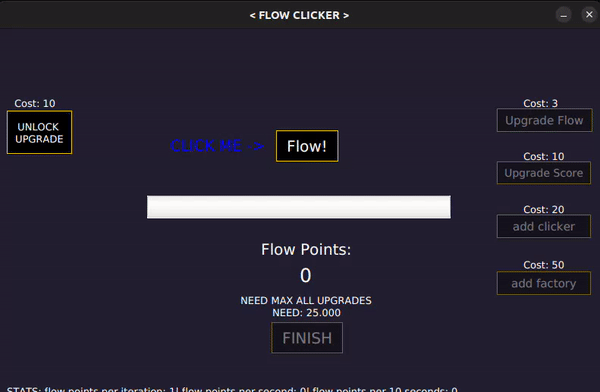 < FLOW CLICKER >
Cost: 10
UNLOCK
UPGRADE
CLICK ME ->
Flow!
Cost: 3
Upgrade Flow
Cost: 10
Upgrade Score
Cost: 20
add clicker
Cost: 50
add factory
Flow Points:
0
NEED MAX ALL UPGRADES
NEED: 25.000
FINISH
STATS: flow points per iteration: 1| flow points per second: 0| flow points per 10 seconds: 0